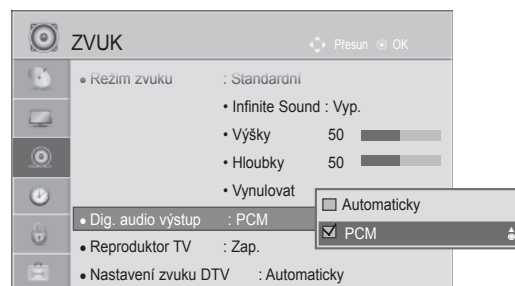 ZVUK
Přesun OK
• Režim zvuku : Standardní
• Infinite Sound : Vyp.
• Výšky 50
• Hloubky 50
• Vynulovat
• Dig. audio výstup : PCM
Automaticky
PCM
• Reproduktor TV : Zap.
• Nastavení zvuku DTV : Automaticky